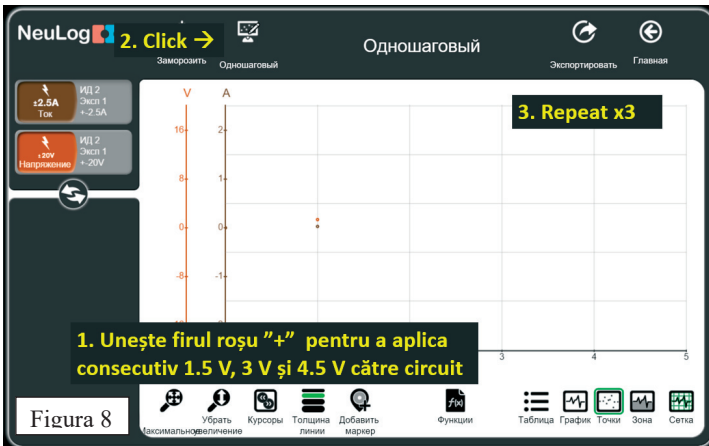 NeuLog
2. Click →
Заморозить
Одношаговый
Одношаговый
Экспортировать
Главная
±2.5А
Ток
ИД 2
Эксп 1
+-2.5А
±20V
Напряжение
ИД 2
Эксп 1
+-20V
V A
3. Repeat x3
16 2
8 1
0 0
-8 -1
1. Unește firul roșu ”+” pentru a aplica
consecutiv 1.5 V, 3 V și 4.5 V către circuit
3 4 5
Figura 8
Убрать
увеличение
Курсоры
Толщина
линии
Добавить
маркер
f(x)
Функции
Таблица
График
Точки
Зона
Сетка